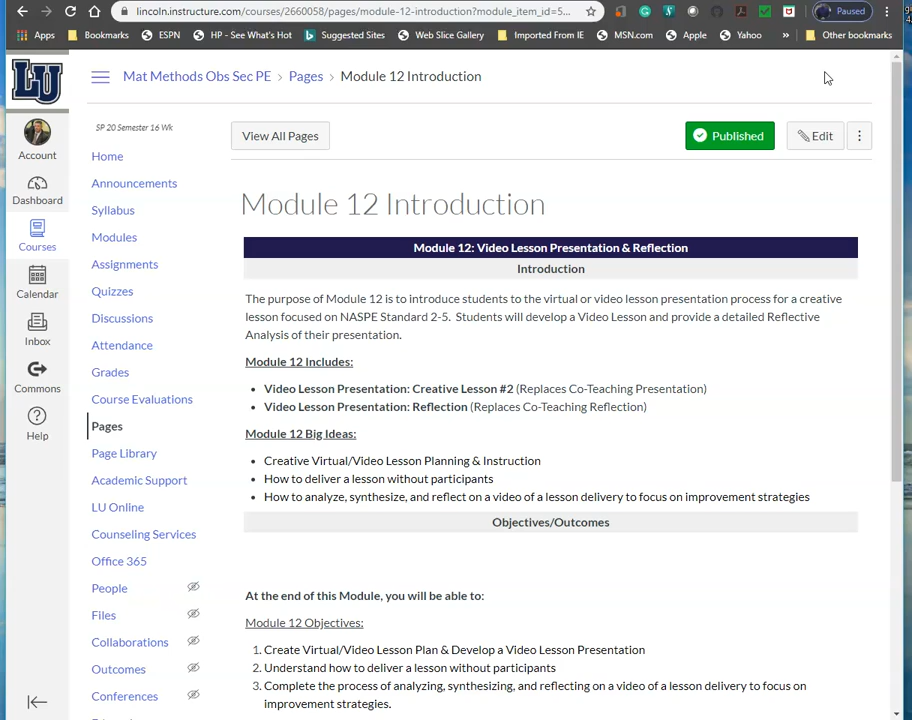 lincoln.instructure.com/courses/2660058/pages/module-12-introduction?module_item_id=5...
Paused
Apps
Bookmarks
ESPN
HP - See What's Hot
Suggested Sites
Web Slice Gallery
Imported From IE
MSN.com
Apple
Yahoo
»
Other bookmarks
LU
Mat Methods Obs Sec PE › Pages › Module 12 Introduction
SP 20 Semester 16 Wk
View All Pages
Published
Edit
Account
Dashboard
Courses
Calendar
Inbox
Commons
Help
Home
Announcements
Syllabus
Modules
Assignments
Quizzes
Discussions
Attendance
Grades
Course Evaluations
Pages
Page Library
Academic Support
LU Online
Counseling Services
Office 365
People
Files
Collaborations
Outcomes
Conferences
Module 12 Introduction
Module 12: Video Lesson Presentation & Reflection
Introduction
The purpose of Module 12 is to introduce students to the virtual or video lesson presentation process for a creative
lesson focused on NASPE Standard 2-5.  Students will develop a Video Lesson and provide a detailed Reflective
Analysis of their presentation.
Module 12 Includes:
• Video Lesson Presentation: Creative Lesson #2 (Replaces Co-Teaching Presentation)
• Video Lesson Presentation: Reflection (Replaces Co-Teaching Reflection)
Module 12 Big Ideas:
• Creative Virtual/Video Lesson Planning & Instruction
• How to deliver a lesson without participants
• How to analyze, synthesize, and reflect on a video of a lesson delivery to focus on improvement strategies
Objectives/Outcomes
At the end of this Module, you will be able to:
Module 12 Objectives:
1. Create Virtual/Video Lesson Plan & Develop a Video Lesson Presentation
2. Understand how to deliver a lesson without participants
3. Complete the process of analyzing, synthesizing, and reflecting on a video of a lesson delivery to focus on
improvement strategies.